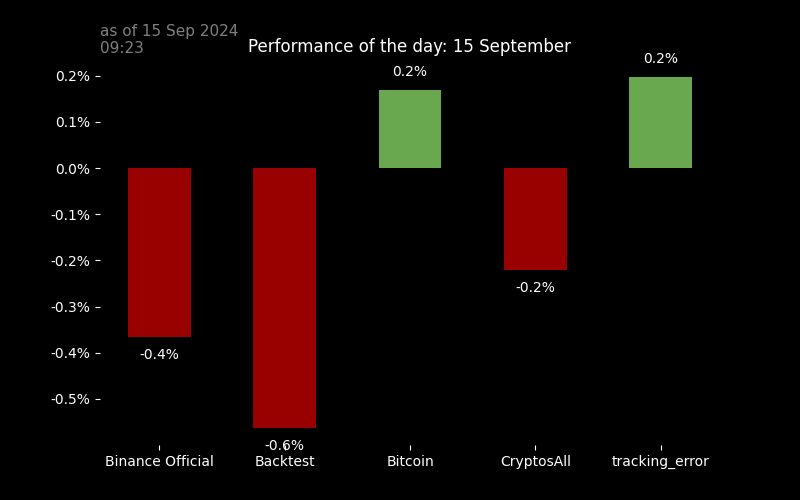 as of 15 Sep 2024
09:23
Performance of the day: 15 September
0.2%
0.2%
0.2%
0.1%
0.0%
-0.1%
-0.2%
-0.2%
-0.3%
-0.4%
-0.4%
-0.5%
-0.6%
Binance Official
Backtest
Bitcoin
CryptosAll
tracking_error